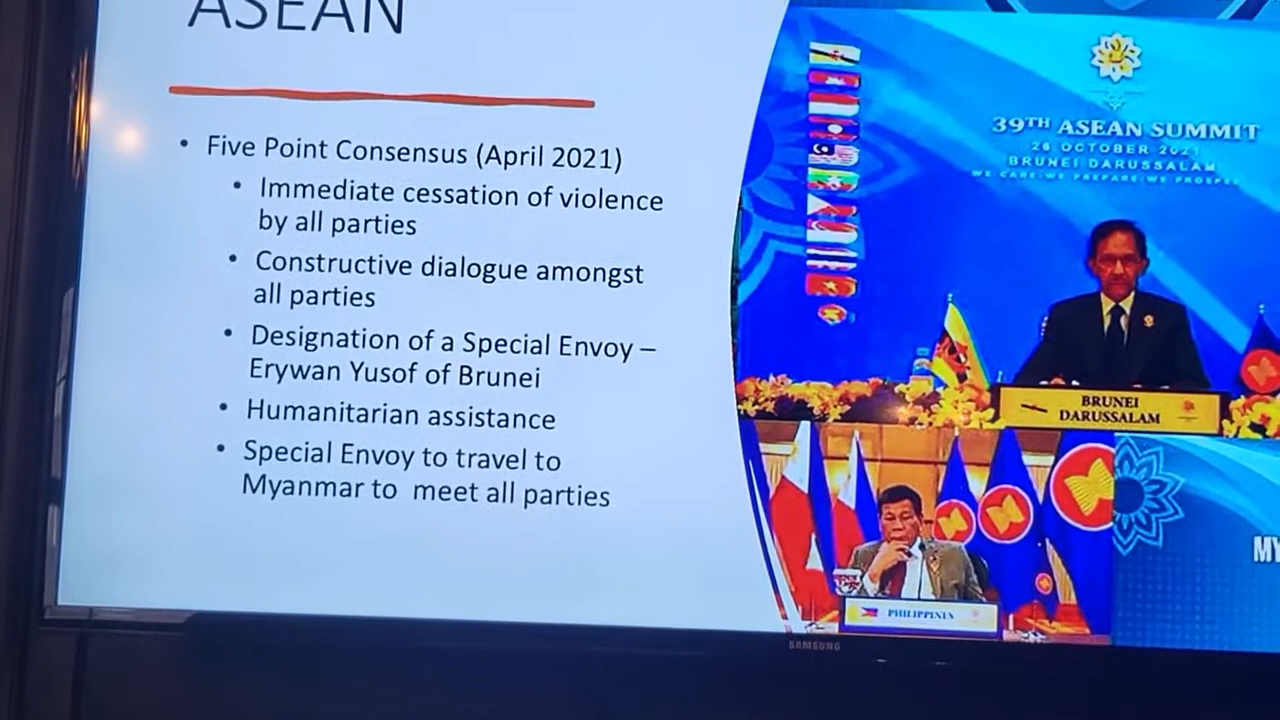 ASEAN
• Five Point Consensus (April 2021)
• Immediate cessation of violence
by all parties
• Constructive dialogue amongst
all parties
• Designation of a Special Envoy –
Erywan Yusof of Brunei
• Humanitarian assistance
• Special Envoy to travel to
Myanmar to meet all parties
39TH ASEAN SUMMIT
26 OCTOBER 2021
BRUNEI DARUSSALAM
WE CARE·WE PREPARE·WE PROSPER
BRUNEI
DARUSSALAM
PHILIPPINES
MY
SAMSUNG